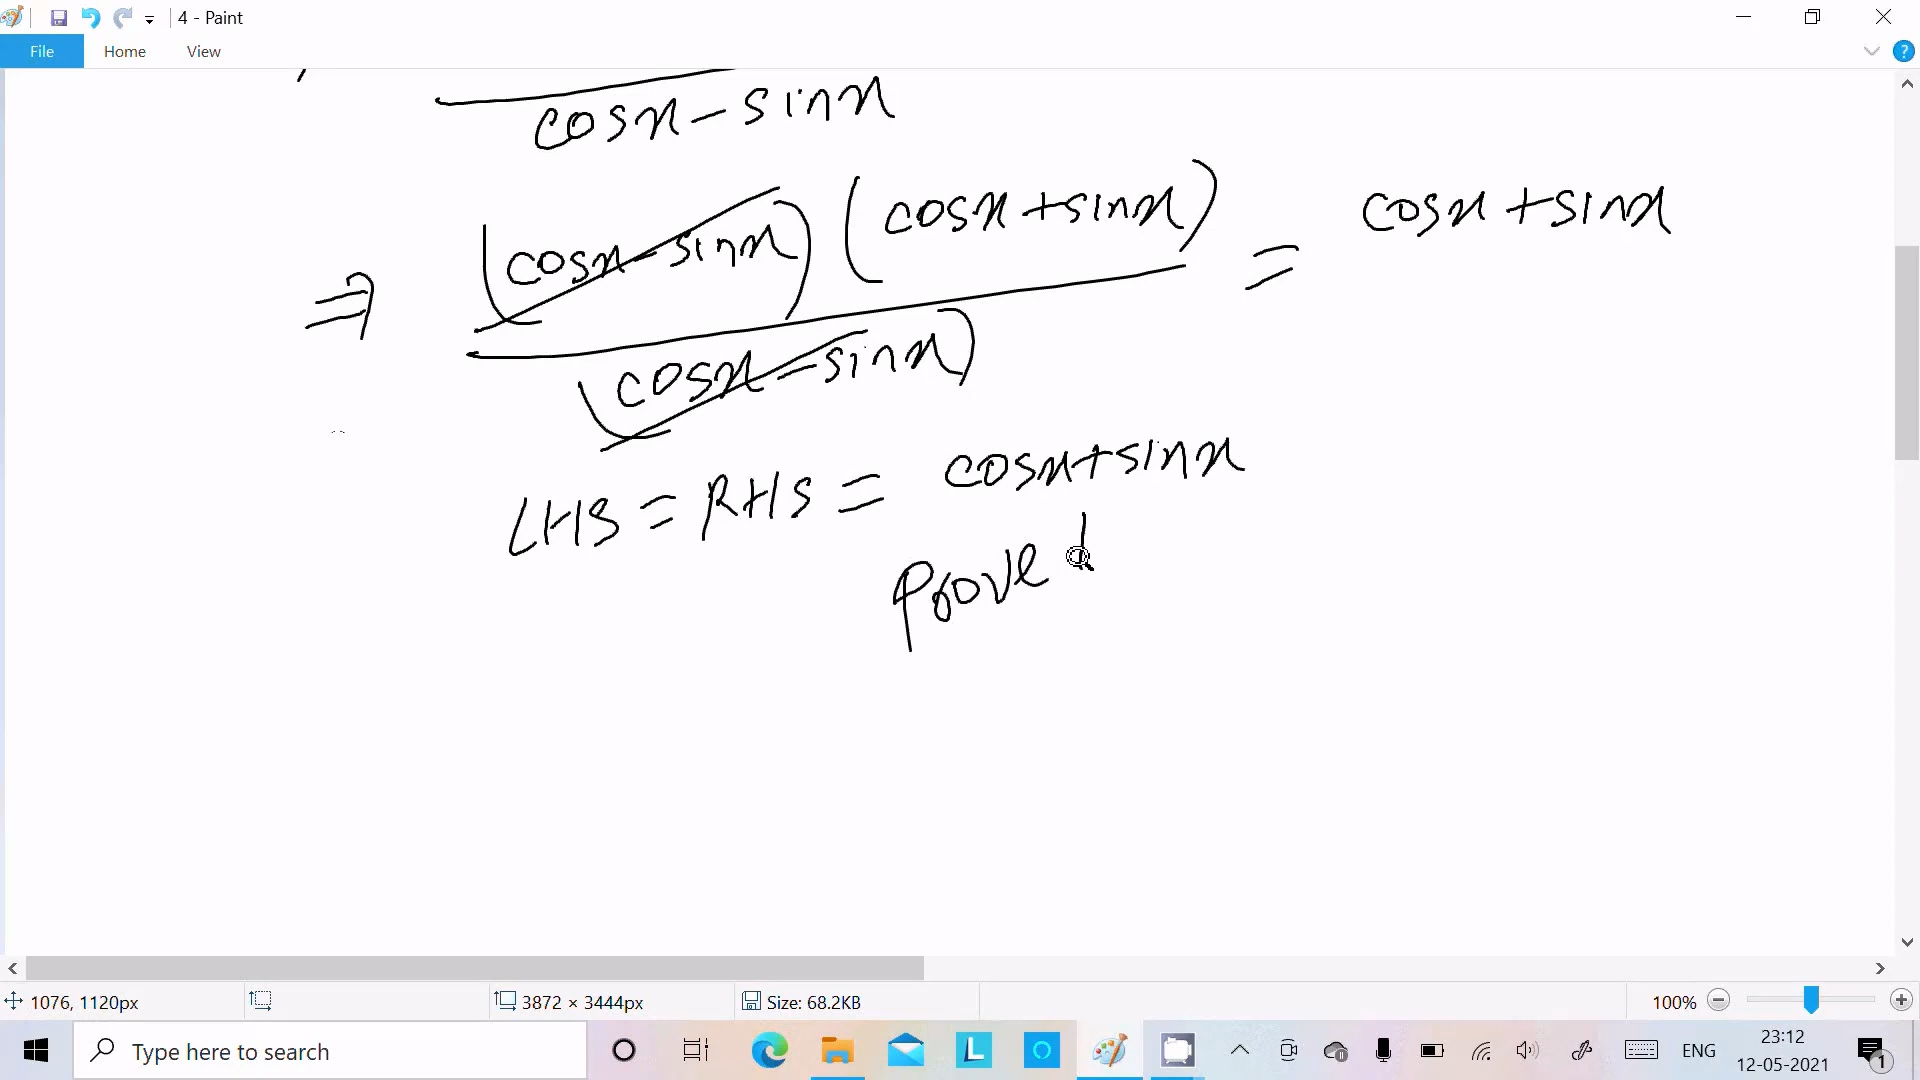 4 - Paint
File Home View
cosx - sinx
⇒ (cosx - sinx) (cosx + sinx) = cosx + sinx
(cosx - sinx)
LHS = RHS = cosx + sinx
Proved
1076, 1120px 3872 × 3444px Size: 68.2KB 100%
Type here to search
ENG
23:12
12-05-2021
1